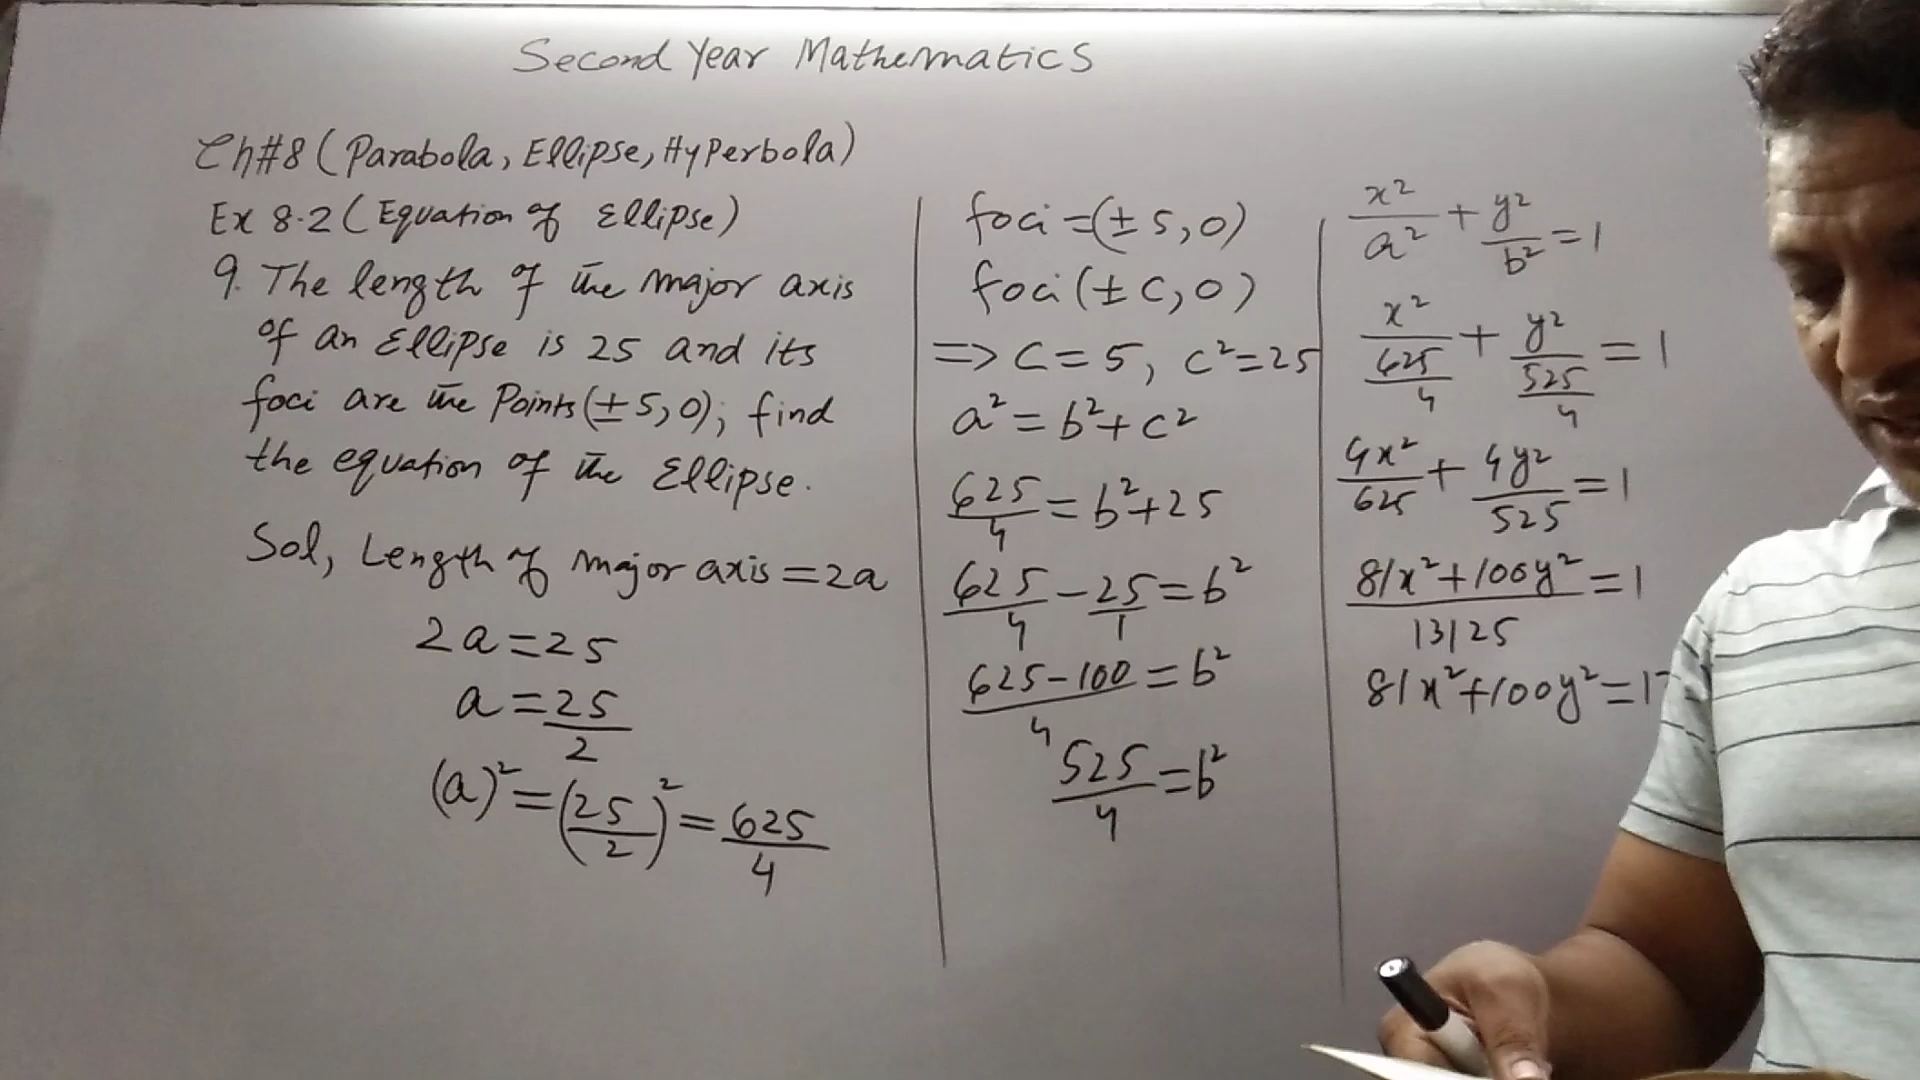 Second Year Mathematics
Ch#8 (Parabola, Ellipse, Hyperbola)
Ex 8.2 (Equation of Ellipse)
9. The length of the major axis
of an Ellipse is 25 and its
foci are the Points (±5,0); find
the equation of the Ellipse.
Sol, Length of major axis = 2a
2a = 25
a = 25/2
(a)² = (25/2)² = 625/4
foci = (±5,0)
foci (±c,0)
=> c = 5, c² = 25
a² = b² + c²
625/4 = b² + 25
625/4 - 25/1 = b²
625-100/4 = b²
525/4 = b²
x²/a² + y²/b² = 1
x²/625/4 + y²/525/4 = 1
4x²/625 + 4y²/525 = 1
81x² + 100y²/13125 = 1
81x² + 100y² = 1